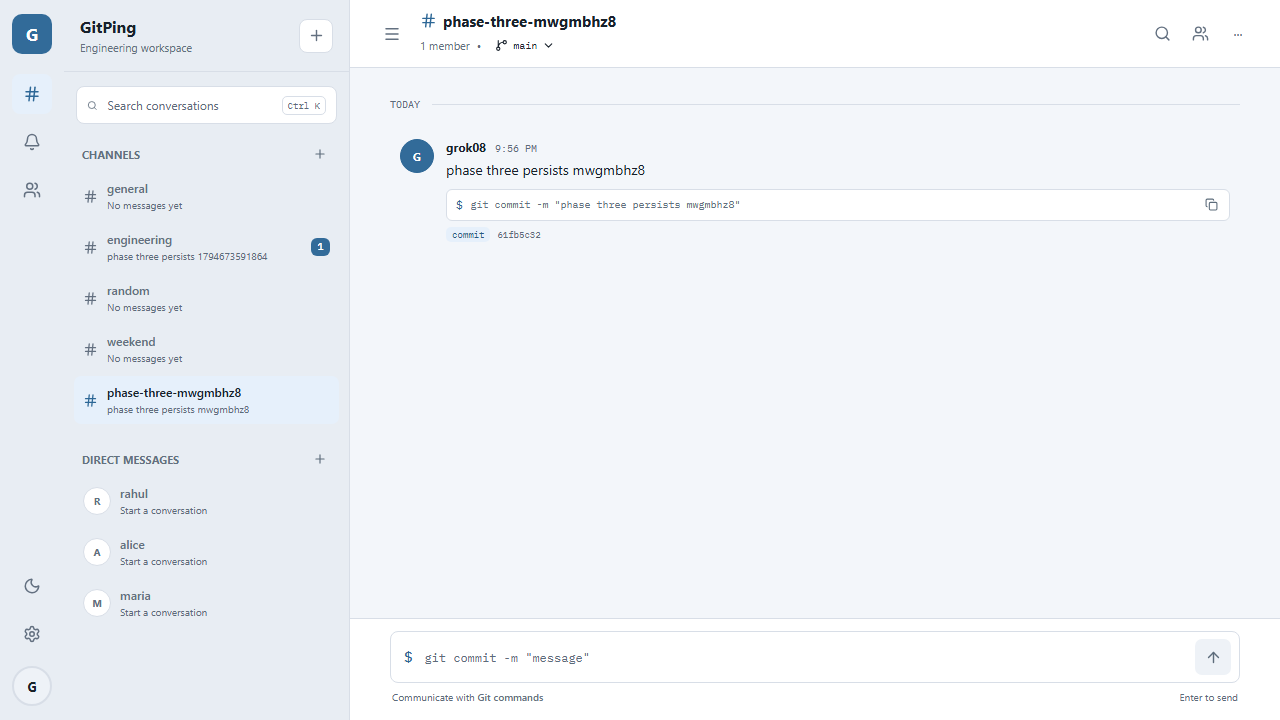 G
GitPing
Engineering workspace
Search conversations
Ctrl K
CHANNELS
general
No messages yet
engineering
phase three persists 1794673591864
1
random
No messages yet
weekend
No messages yet
phase-three-mwgmbhz8
phase three persists mwgmbhz8
DIRECT MESSAGES
R
rahul
Start a conversation
A
alice
Start a conversation
M
maria
Start a conversation
G
# phase-three-mwgmbhz8
1 member • main
TODAY
G
grok08 9:56 PM
phase three persists mwgmbhz8
$ git commit -m "phase three persists mwgmbhz8"
commit 61fb5c32
$ git commit -m "message"
Communicate with Git commands
Enter to send